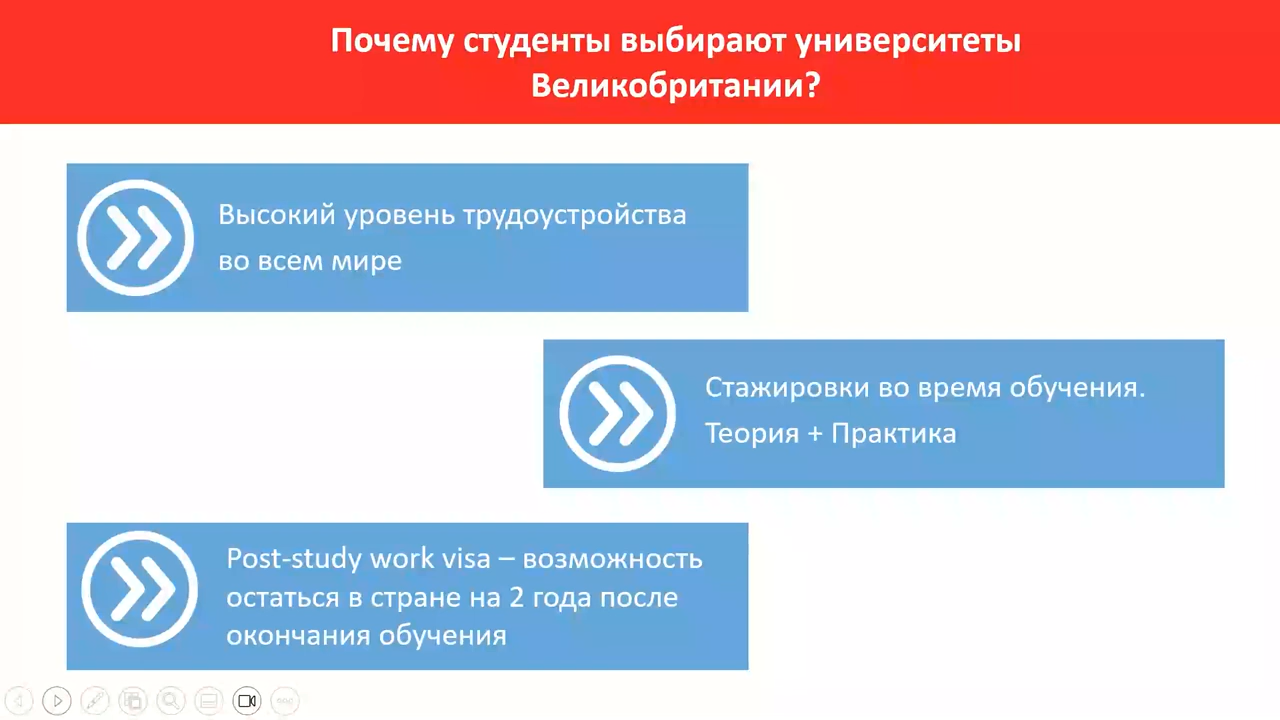 Почему студенты выбирают университеты
Великобритании?
Высокий уровень трудоустройства
во всем мире
Стажировки во время обучения.
Теория + Практика
Post-study work visa – возможность
остаться в стране на 2 года после
окончания обучения